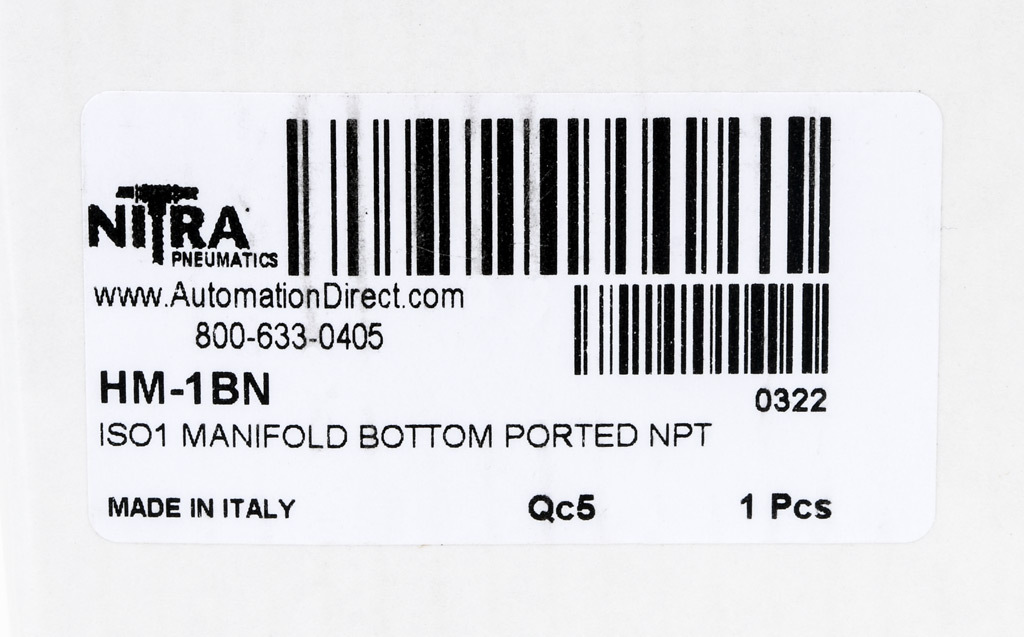 NITRA
PNEUMATICS
www.AutomationDirect.com
800-633-0405
HM-1BN
0322
ISO1 MANIFOLD BOTTOM PORTED NPT
MADE IN ITALY Qc5 1 Pcs